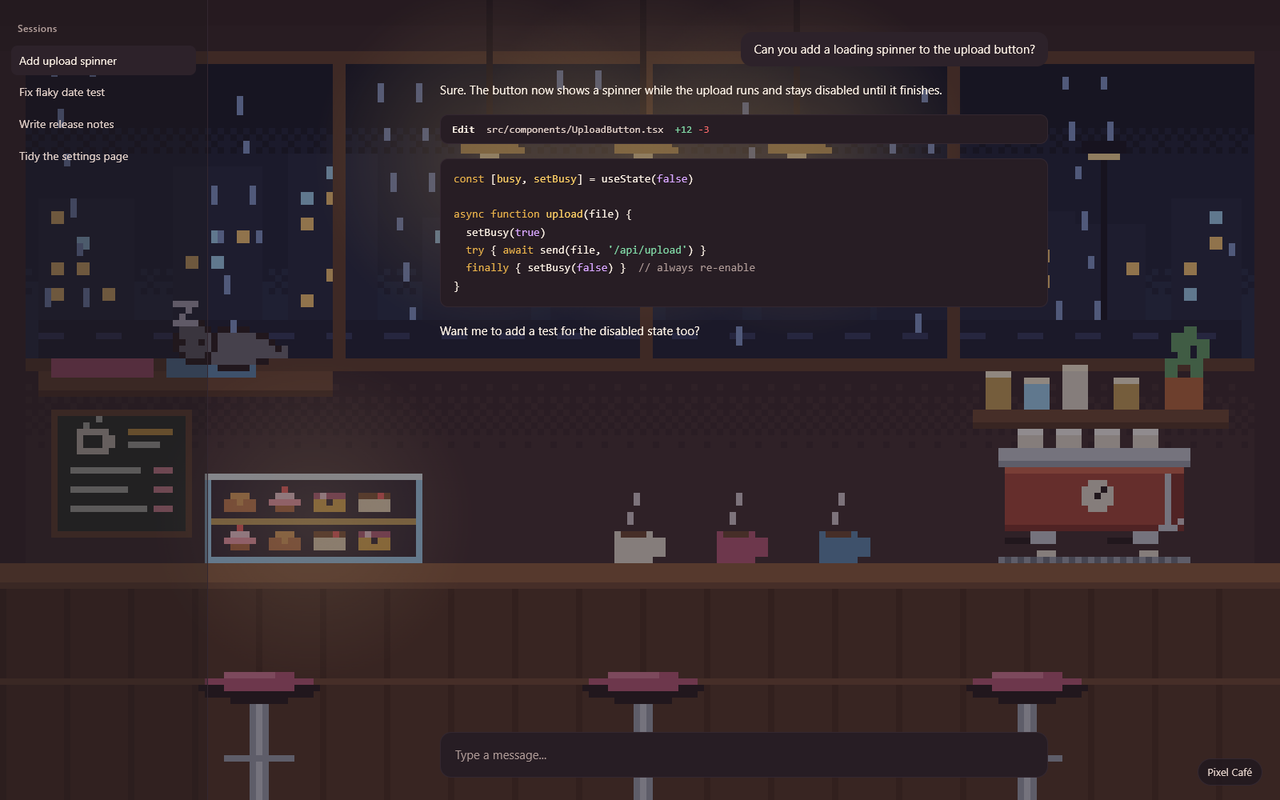 Sessions
Add upload spinner
Fix flaky date test
Write release notes
Tidy the settings page
Can you add a loading spinner to the upload button?
Sure. The button now shows a spinner while the upload runs and stays disabled until it finishes.
Edit src/components/UploadButton.tsx +12 -3
const [busy, setBusy] = useState(false)
async function upload(file) {
  setBusy(true)
  try { await send(file, '/api/upload') }
  finally { setBusy(false) }  // always re-enable
}
Want me to add a test for the disabled state too?
Type a message...
Pixel Café